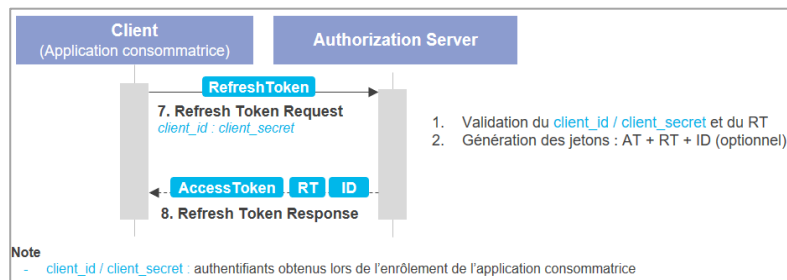 Client
(Application consommatrice)
Authorization Server
RefreshToken
7. Refresh Token Request
client_id : client_secret
1. Validation du client_id / client_secret et du RT
2. Génération des jetons : AT + RT + ID (optionnel)
AccessToken RT ID
8. Refresh Token Response
Note
- client_id / client_secret : authentifiants obtenus lors de l'enrôlement de l'application consommatrice